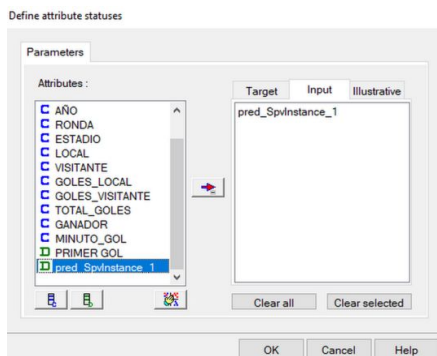 Define attribute statuses
Parameters
Attributes :
C AÑO
C RONDA
C ESTADIO
C LOCAL
C VISITANTE
C GOLES_LOCAL
C GOLES_VISITANTE
C TOTAL_GOLES
C GANADOR
C MINUTO_GOL
D PRIMER GOL
D pred_SpvInstance_1
Target Input Illustrative
pred_SpvInstance_1
Clear all Clear selected
OK Cancel Help